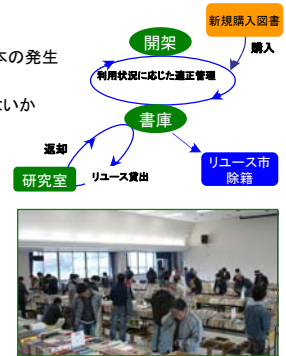 新規購入図書
開架
購入
本の発生
利用状況に応じた適正管理
ないか
書庫
返却
リユース貸出
研究室
リユース市
除籍